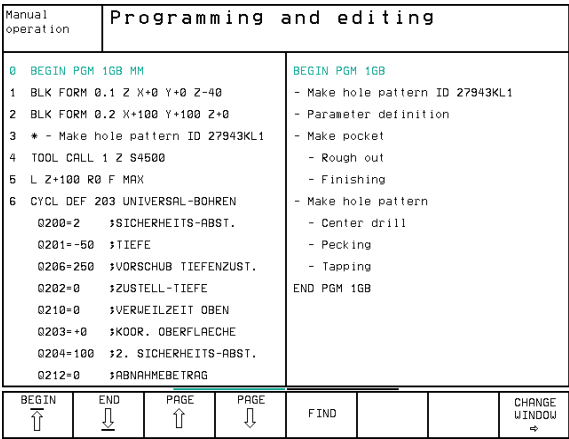 Manual
operation
Programming and editing
0 BEGIN PGM 1GB MM
1 BLK FORM 0.1 Z X+0 Y+0 Z-40
2 BLK FORM 0.2 X+100 Y+100 Z+0
3 * - Make hole pattern ID 27943KL1
4 TOOL CALL 1 Z S4500
5 L Z+100 R0 F MAX
6 CYCL DEF 203 UNIVERSAL-BOHREN
Q200=2 ;SICHERHEITS-ABST.
Q201=-50 ;TIEFE
Q206=250 ;VORSCHUB TIEFENZUST.
Q202=0 ;ZUSTELL-TIEFE
Q210=0 ;VERWEILZEIT OBEN
Q203=+0 ;KOOR. OBERFLAECHE
Q204=100 ;2. SICHERHEITS-ABST.
Q212=0 ;ABNAHMEBETRAG
BEGIN PGM 1GB
- Make hole pattern ID 27943KL1
- Parameter definition
- Make pocket
- Rough out
- Finishing
- Make hole pattern
- Center drill
- Pecking
- Tapping
END PGM 1GB
BEGIN
END
PAGE
PAGE
FIND
CHANGE
WINDOW